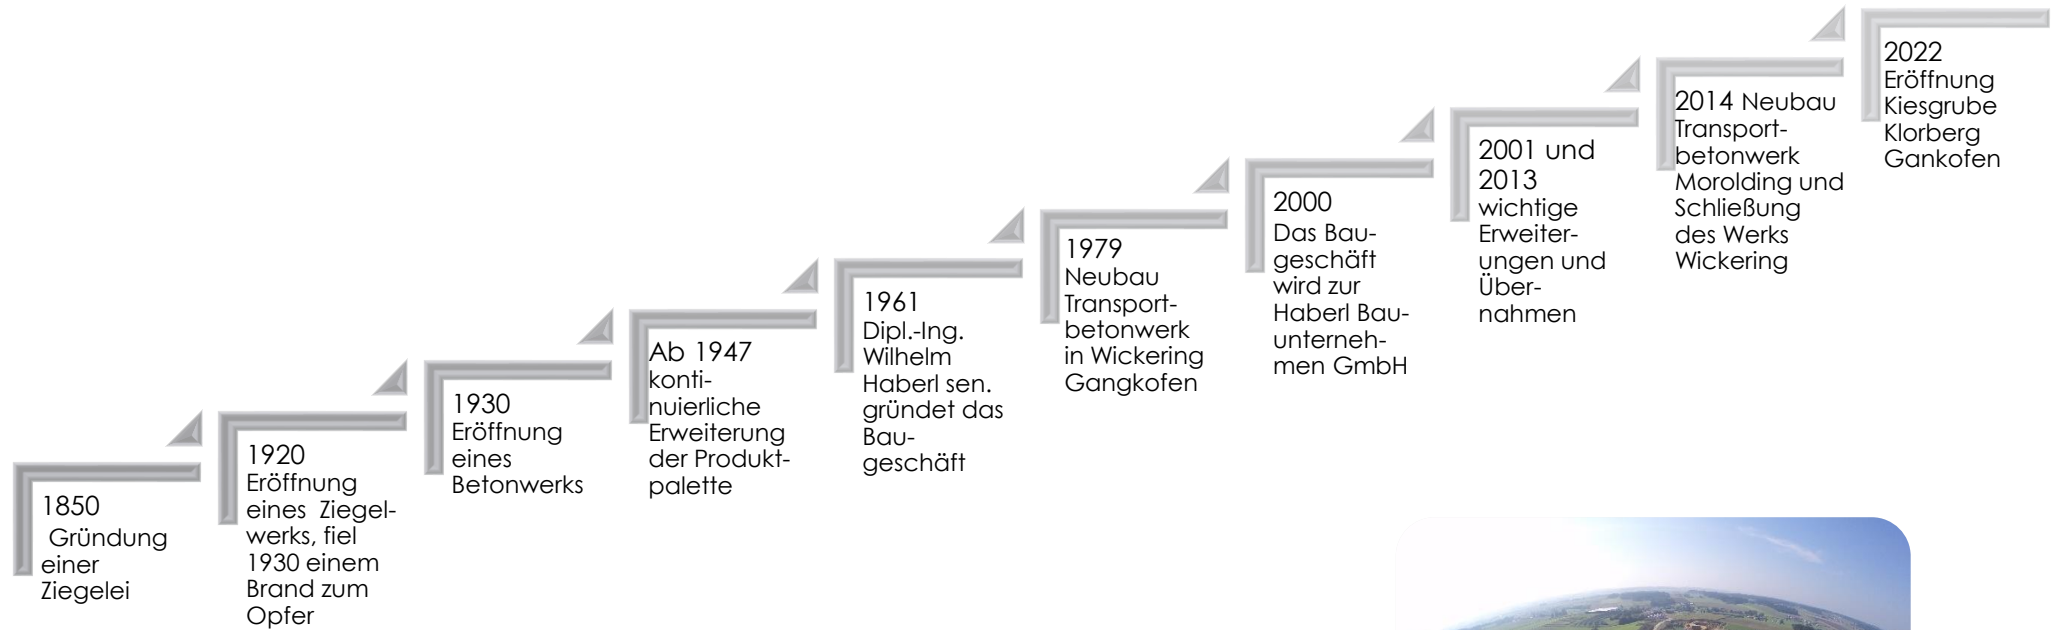 1850
Gründung
einer
Ziegelei
1920
Eröffnung
eines Ziegel-
werks, fiel
1930 einem
Brand zum
Opfer
1930
Eröffnung
eines
Betonwerks
Ab 1947
konti-
nuierliche
Erweiterung
der Produkt-
palette
1961
Dipl.-Ing.
Wilhelm
Haberl sen.
gründet das
Bau-
geschäft
1979
Neubau
Transport-
betonwerk
in Wickering
Gangkofen
2000
Das Bau-
geschäft
wird zur
Haberl Bau-
unterneh-
men GmbH
2001 und
2013
wichtige
Erweiter-
ungen und
Über-
nahmen
2014 Neubau
Transport-
betonwerk
Morolding und
Schließung
des Werks
Wickering
2022
Eröffnung
Kiesgrube
Klorberg
Gankofen